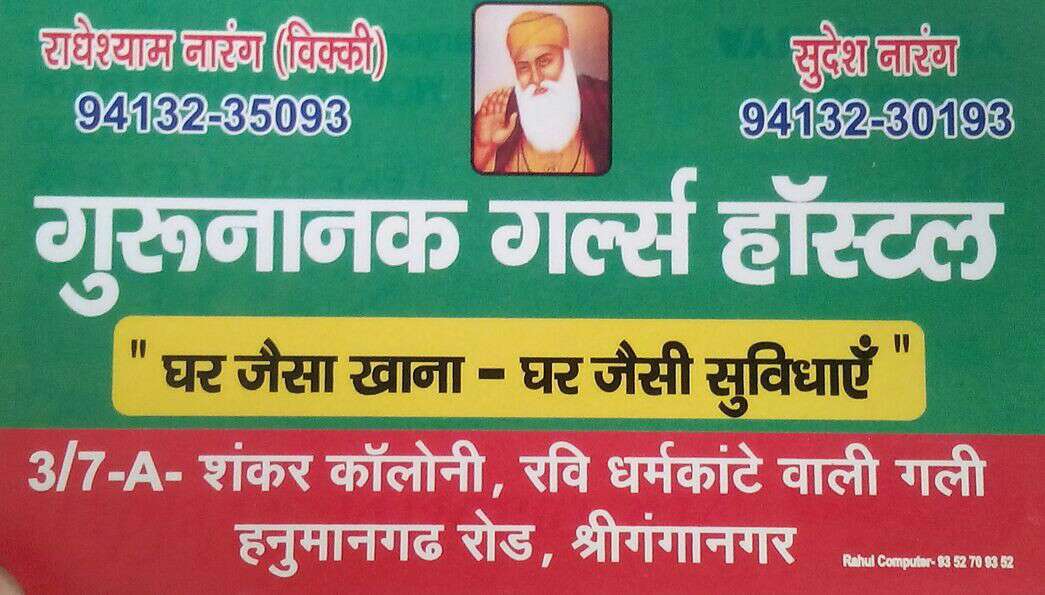 राधेश्याम नारंग (विक्की)
94132-35093
सुदेश नारंग
94132-30193
गुरूनानक गर्ल्स हॉस्टल
" घर जैसा खाना - घर जैसी सुविधाएँ "
3/7-A- शंकर कॉलोनी, रवि धर्मकांटे वाली गली
हनुमानगढ रोड, श्रीगंगानगर
Rahul Computer- 93 52 70 93 52